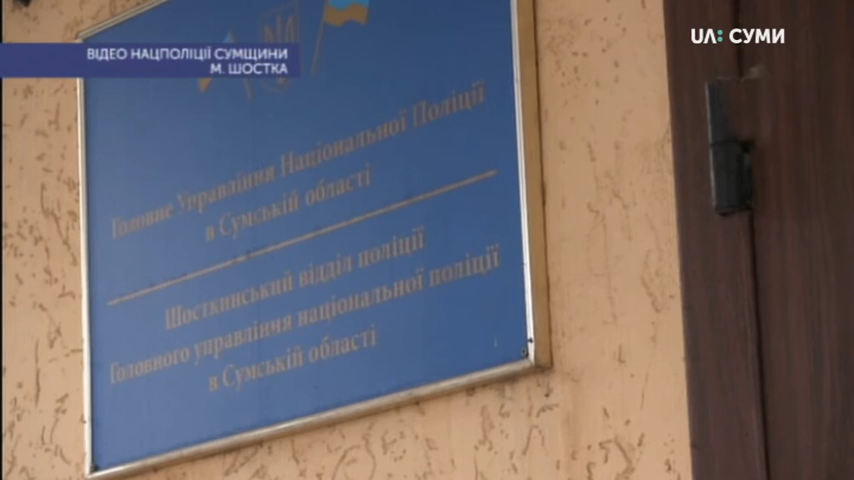 ВІДЕО НАЦПОЛІЦІЇ СУМЩИНИ
М. ШОСТКА
UA: СУМИ
Головне Управління Національної Поліції
в Сумській області
Шосткинський відділ поліції
Головного управління національної поліції
в Сумській області